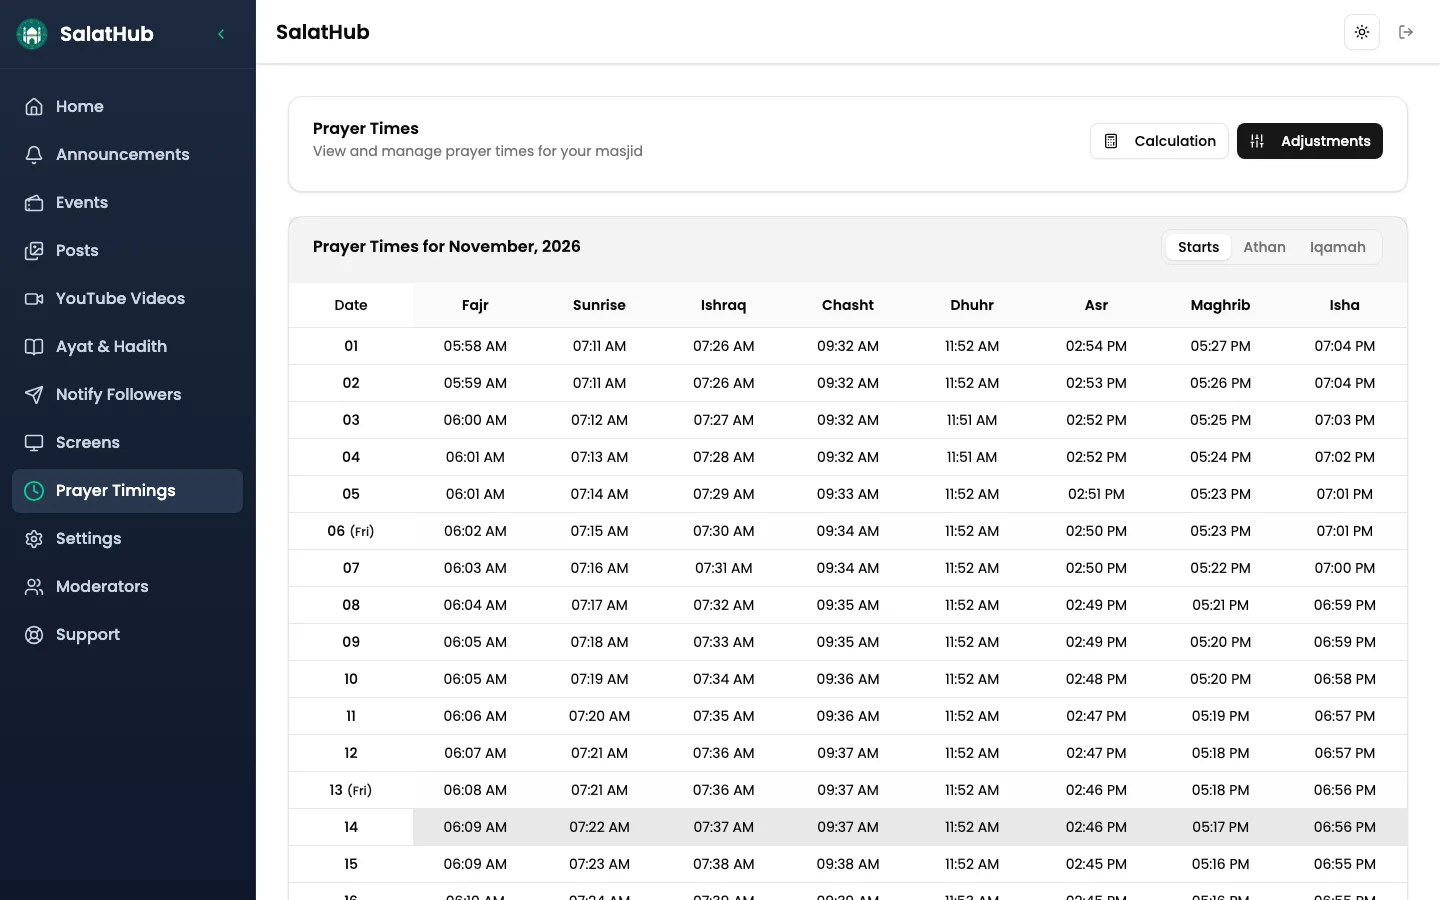 SalatHub
SalatHub
Home
Announcements
Events
Posts
YouTube Videos
Ayat & Hadith
Notify Followers
Screens
Prayer Timings
Settings
Moderators
Support
Prayer Times
View and manage prayer times for your masjid
Calculation Adjustments
Prayer Times for November, 2026
Starts Athan Iqamah
Date Fajr Sunrise Ishraq Chasht Dhuhr Asr Maghrib Isha
01 05:58 AM 07:11 AM 07:26 AM 09:32 AM 11:52 AM 02:54 PM 05:27 PM 07:04 PM
02 05:59 AM 07:11 AM 07:26 AM 09:32 AM 11:52 AM 02:53 PM 05:26 PM 07:04 PM
03 06:00 AM 07:12 AM 07:27 AM 09:32 AM 11:51 AM 02:52 PM 05:25 PM 07:03 PM
04 06:01 AM 07:13 AM 07:28 AM 09:32 AM 11:51 AM 02:52 PM 05:24 PM 07:02 PM
05 06:01 AM 07:14 AM 07:29 AM 09:33 AM 11:52 AM 02:51 PM 05:23 PM 07:01 PM
06 (Fri) 06:02 AM 07:15 AM 07:30 AM 09:34 AM 11:52 AM 02:50 PM 05:23 PM 07:01 PM
07 06:03 AM 07:16 AM 07:31 AM 09:34 AM 11:52 AM 02:50 PM 05:22 PM 07:00 PM
08 06:04 AM 07:17 AM 07:32 AM 09:35 AM 11:52 AM 02:49 PM 05:21 PM 06:59 PM
09 06:05 AM 07:18 AM 07:33 AM 09:35 AM 11:52 AM 02:49 PM 05:20 PM 06:59 PM
10 06:05 AM 07:19 AM 07:34 AM 09:36 AM 11:52 AM 02:48 PM 05:20 PM 06:58 PM
11 06:06 AM 07:20 AM 07:35 AM 09:36 AM 11:52 AM 02:47 PM 05:19 PM 06:57 PM
12 06:07 AM 07:21 AM 07:36 AM 09:37 AM 11:52 AM 02:47 PM 05:18 PM 06:57 PM
13 (Fri) 06:08 AM 07:21 AM 07:36 AM 09:37 AM 11:52 AM 02:46 PM 05:18 PM 06:56 PM
14 06:09 AM 07:22 AM 07:37 AM 09:37 AM 11:52 AM 02:46 PM 05:17 PM 06:56 PM
15 06:09 AM 07:23 AM 07:38 AM 09:38 AM 11:52 AM 02:45 PM 05:16 PM 06:55 PM